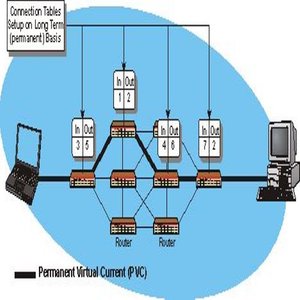 Connection Tables
Setup on Long Term
(permanent) Basis
In Out
1 2
In Out
3 5
In Out
4 6
In Out
7 2
Router
Router
Permanent Virtual Current (PVC)